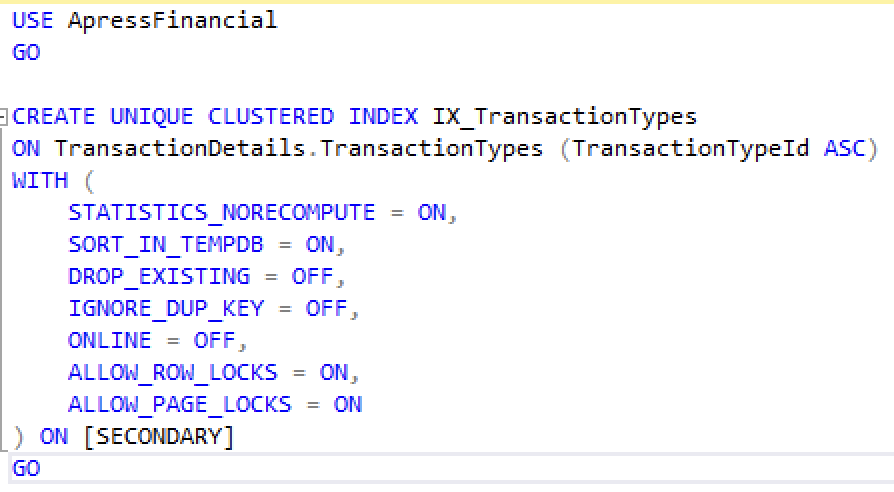 USE ApressFinancial
GO
CREATE UNIQUE CLUSTERED INDEX IX_TransactionTypes
ON TransactionDetails.TransactionTypes (TransactionTypeId ASC)
WITH (
STATISTICS_NORECOMPUTE = ON,
SORT_IN_TEMPDB = ON,
DROP_EXISTING = OFF,
IGNORE_DUP_KEY = OFF,
ONLINE = OFF,
ALLOW_ROW_LOCKS = ON,
ALLOW_PAGE_LOCKS = ON
) ON [SECONDARY]
GO